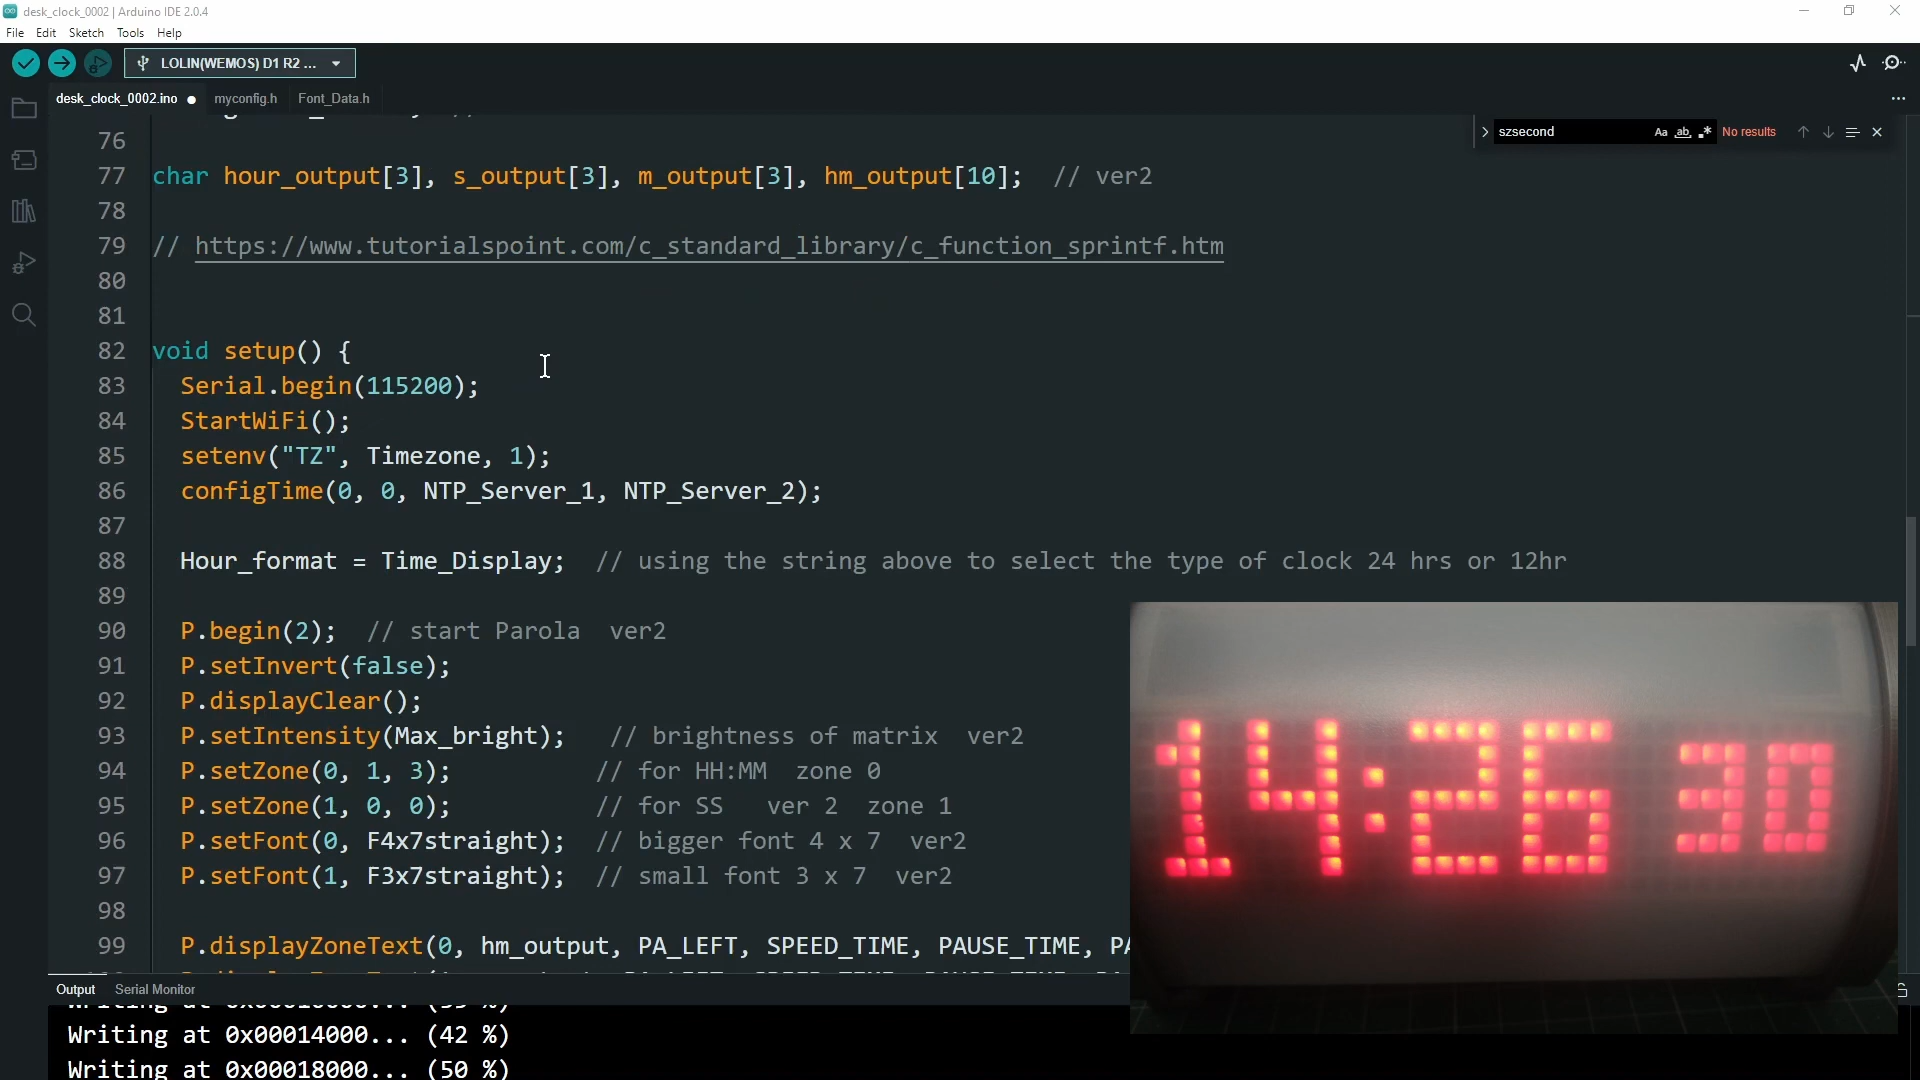 desk_clock_0002 | Arduino IDE 2.0.4
File Edit Sketch Tools Help
LOLIN(WEMOS) D1 R2 ...
desk_clock_0002.ino myconfig.h Font_Data.h
szsecond Aa ab .* No results
76
77 char hour_output[3], s_output[3], m_output[3], hm_output[10];  // ver2
78
79 // https://www.tutorialspoint.com/c_standard_library/c_function_sprintf.htm
80
81
82 void setup() {
83 Serial.begin(115200);
84 StartWiFi();
85 setenv("TZ", Timezone, 1);
86 configTime(0, 0, NTP_Server_1, NTP_Server_2);
87
88 Hour_format = Time_Display;  // using the string above to select the type of clock 24 hrs or 12hr
89
90 P.begin(2);  // start Parola  ver2
91 P.setInvert(false);
92 P.displayClear();
93 P.setIntensity(Max_bright);   // brightness of matrix  ver2
94 P.setZone(0, 1, 3);          // for HH:MM  zone 0
95 P.setZone(1, 0, 0);          // for SS   ver 2  zone 1
96 P.setFont(0, F4x7straight);  // bigger font 4 x 7  ver2
97 P.setFont(1, F3x7straight);  // small font 3 x 7  ver2
98
99 P.displayZoneText(0, hm_output, PA_LEFT, SPEED_TIME, PAUSE_TIME, PA
14:26 30
Output Serial Monitor
Writing at 0x00014000... (42 %)
Writing at 0x00018000... (50 %)